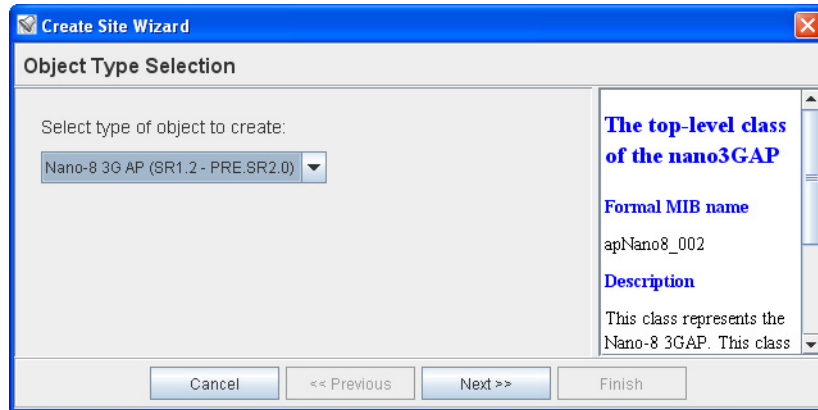 Create Site Wizard
Object Type Selection
Select type of object to create:
Nano-8 3G AP (SR1.2 - PRE.SR2.0)
The top-level class
of the nano3GAP
Formal MIB name
apNano8_002
Description
This class represents the
Nano-8 3GAP. This class
Cancel
<< Previous
Next >>
Finish